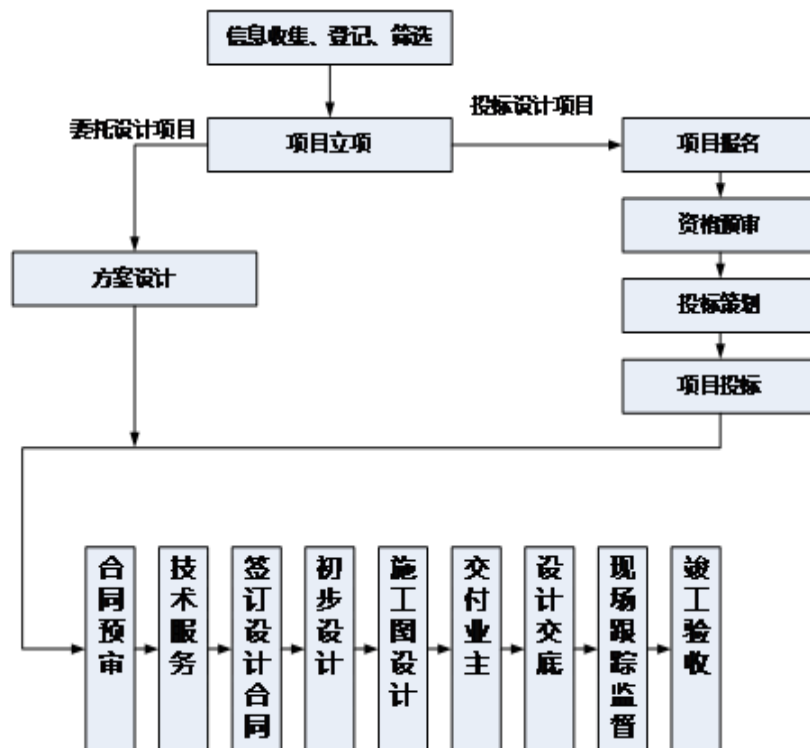 信息收集、登记、筛选
委托设计项目
项目立项
投标设计项目
项目报名
资格预审
方案设计
投标策划
项目投标
合同预审
技术服务
签订设计合同
初步设计
施工图设计
交付业主
设计交底
现场跟踪监督
竣工验收